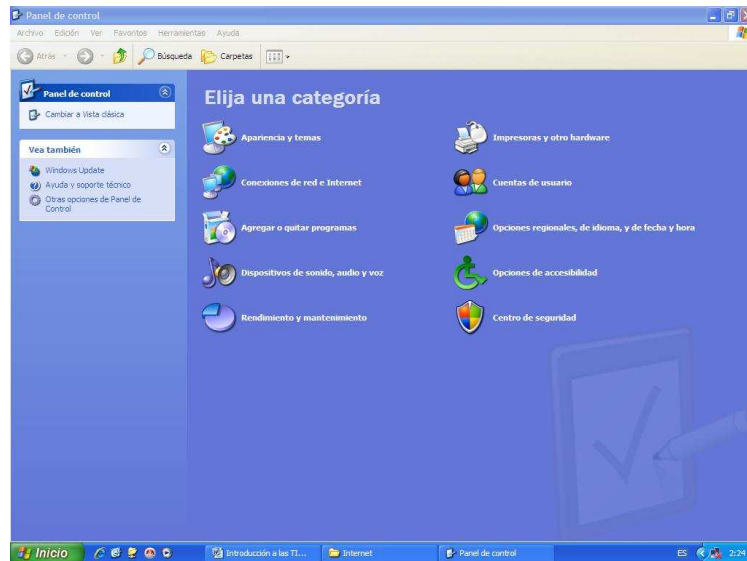 Panel de control
Archivo Edición Ver Favoritos Herramientas Ayuda
Atrás Búsqueda Carpetas
Panel de control
Cambiar a Vista clásica
Vea también
Windows Update
Ayuda y soporte técnico
Otras opciones de Panel de
Control
Elija una categoría
Apariencia y temas
Impresoras y otro hardware
Conexiones de red e Internet
Cuentas de usuario
Agregar o quitar programas
Opciones regionales, de idioma, y de fecha y hora
Dispositivos de sonido, audio y voz
Opciones de accesibilidad
Rendimiento y mantenimiento
Centro de seguridad
Inicio Introducción a las TI... Internet Panel de control ES 2:24